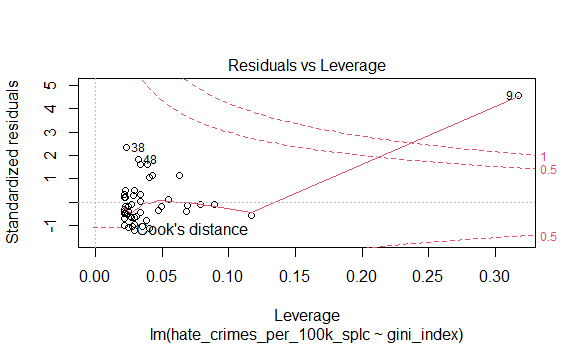 Residuals vs Leverage
Standardized residuals
5
4
3
2
1
0
-1
9
38
48
Cook's distance
1
0.5
0.5
0.00 0.05 0.10 0.15 0.20 0.25 0.30
Leverage
lm(hate_crimes_per_100k_splc ~ gini_index)